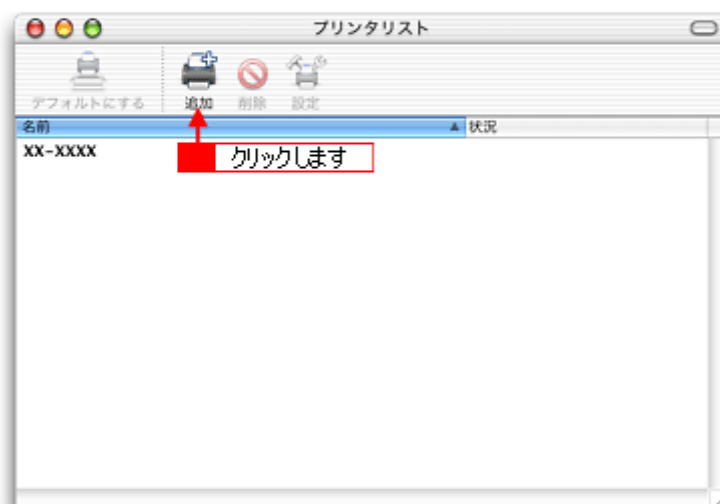 プリンタリスト
デフォルトにする 追加 削除 設定
名前 状況
XX-XXXX
クリックします